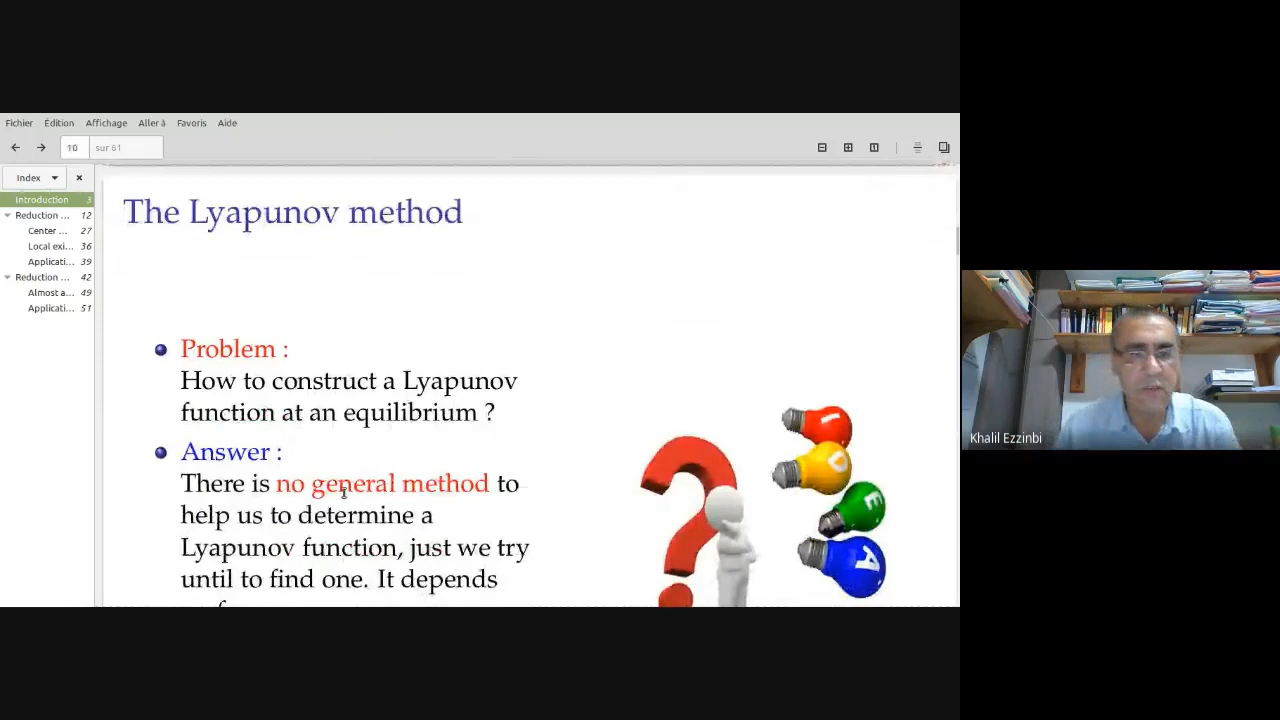 Fichier Édition Affichage Aller à Favoris Aide
10 sur 61
Index
Introduction 3
Reduction ... 12
Center ... 27
Local exi... 36
Applicati... 39
Reduction ... 42
Almost a... 49
Applicati... 51
The Lyapunov method
Problem :
How to construct a Lyapunov
function at an equilibrium ?
Answer :
There is no general method to
help us to determine a
Lyapunov function, just we try
until to find one. It depends
I
D
E
A
Khalil Ezzinbi